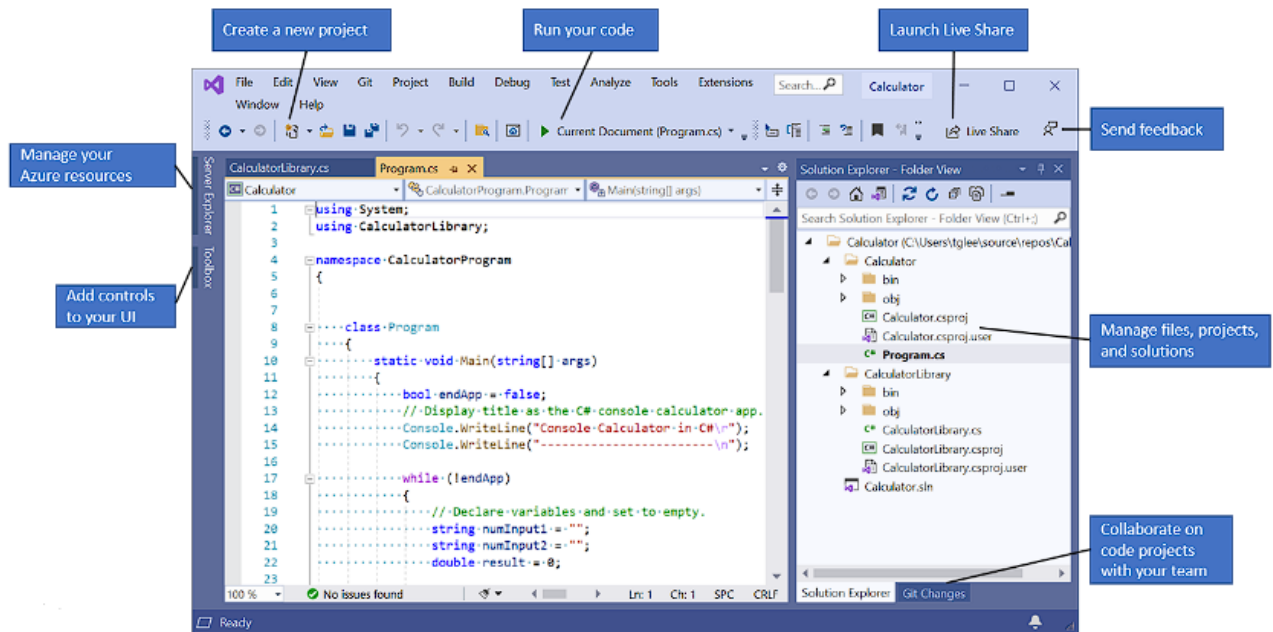 Create a new project
Run your code
Launch Live Share
File Edit View Git Project Build Debug Test Analyze Tools Extensions Search... Calculator
Window Help
Current Document (Program.cs) Live Share
Send feedback
Manage your
Azure resources
Server Explorer
Toolbox
Add controls
to your UI
CalculatorLibrary.cs Program.cs
Calculator CalculatorProgram.Program Main(string[] args)
1 using·System;
2 using·CalculatorLibrary;
3
4 namespace·CalculatorProgram
5 {
6
7
8 ····class·Program
9 ····{
10 ········static·void·Main(string[]·args)
11 ········{
12 ············bool·endApp·=·false;
13 ············//·Display·title·as·the·C#·console·calculator·app.
14 ············Console.WriteLine("Console·Calculator·in·C#\r");
15 ············Console.WriteLine("------------------------\n");
16
17 ············while·(!endApp)
18 ············{
19 ················//·Declare·variables·and·set·to·empty.
20 ················string·numInput1·=·"";
21 ················string·numInput2·=·"";
22 ················double·result·=·0;
23
100 % No issues found Ln: 1 Ch: 1 SPC CRLF
Solution Explorer - Folder View
Search Solution Explorer - Folder View (Ctrl+;)
Calculator (C:\Users\tglee\source\repos\Cal
Calculator
bin
obj
Calculator.csproj
Calculator.csproj.user
C# Program.cs
CalculatorLibrary
bin
obj
C# CalculatorLibrary.cs
CalculatorLibrary.csproj
CalculatorLibrary.csproj.user
Calculator.sln
Solution Explorer Git Changes
Manage files, projects,
and solutions
Collaborate on
code projects
with your team
Ready